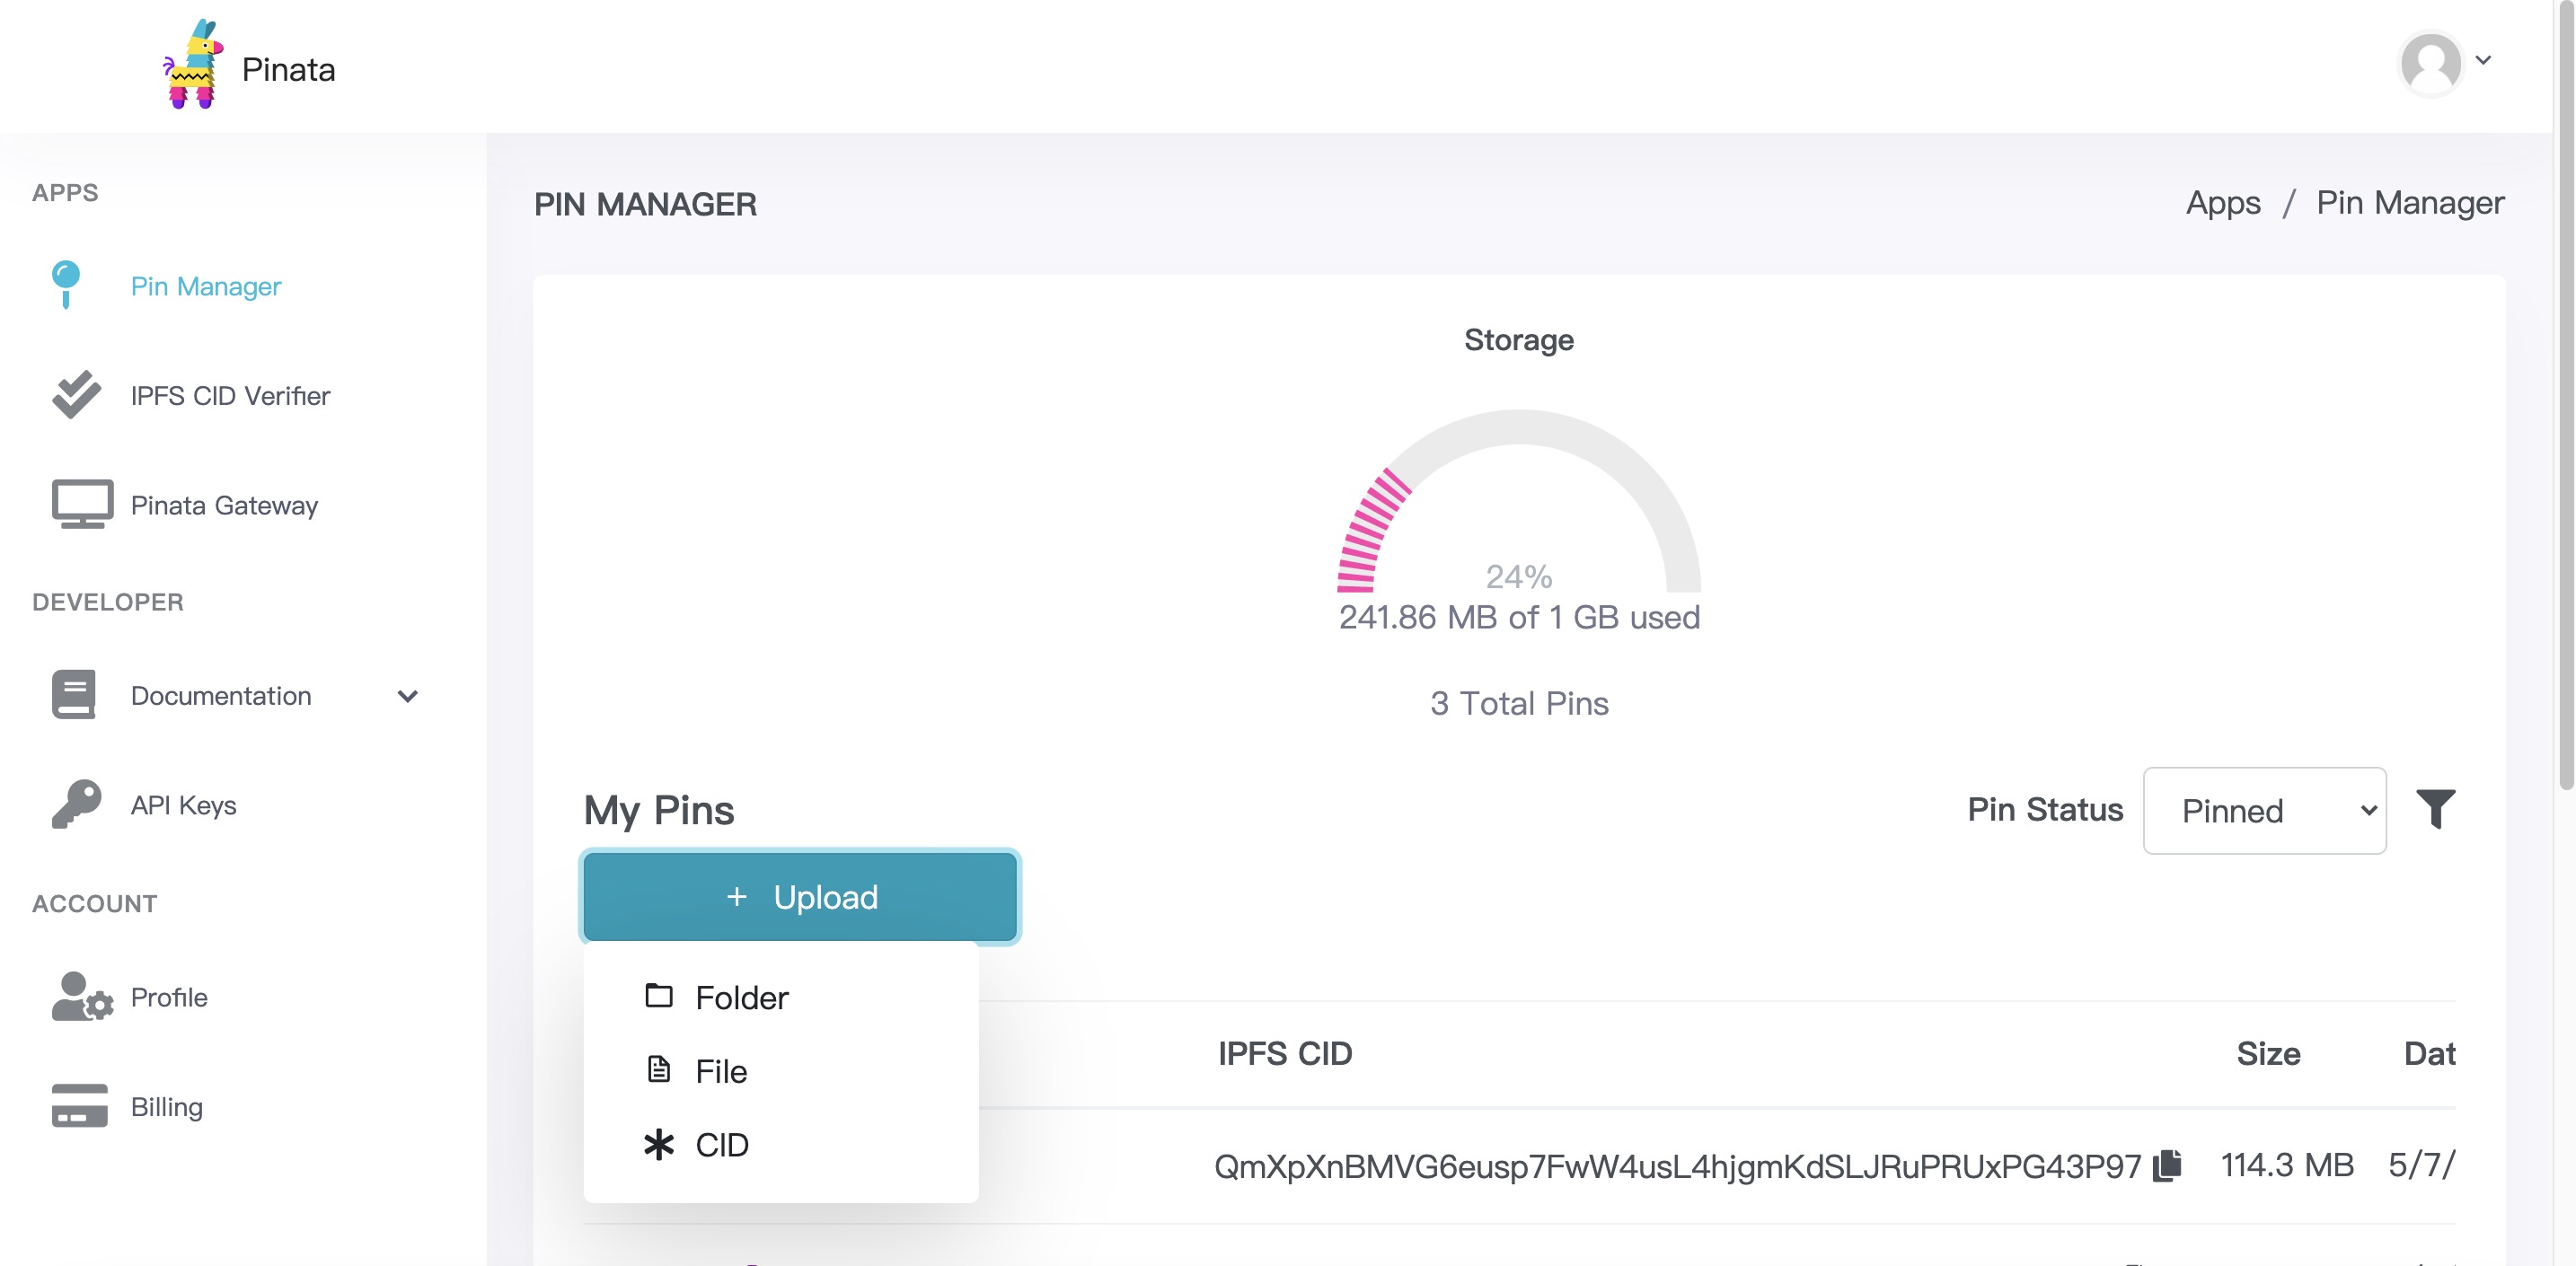 Pinata
APPS
Pin Manager
IPFS CID Verifier
Pinata Gateway
DEVELOPER
Documentation
API Keys
ACCOUNT
Profile
Billing
PIN MANAGER
Apps / Pin Manager
Storage
24%
241.86 MB of 1 GB used
3 Total Pins
My Pins
Pin Status Pinned
+ Upload
Folder
File
CID
IPFS CID Size Dat
QmXpXnBMVG6eusp7FwW4usL4hjgmKdSLJRuPRUxPG43P97 114.3 MB 5/7/